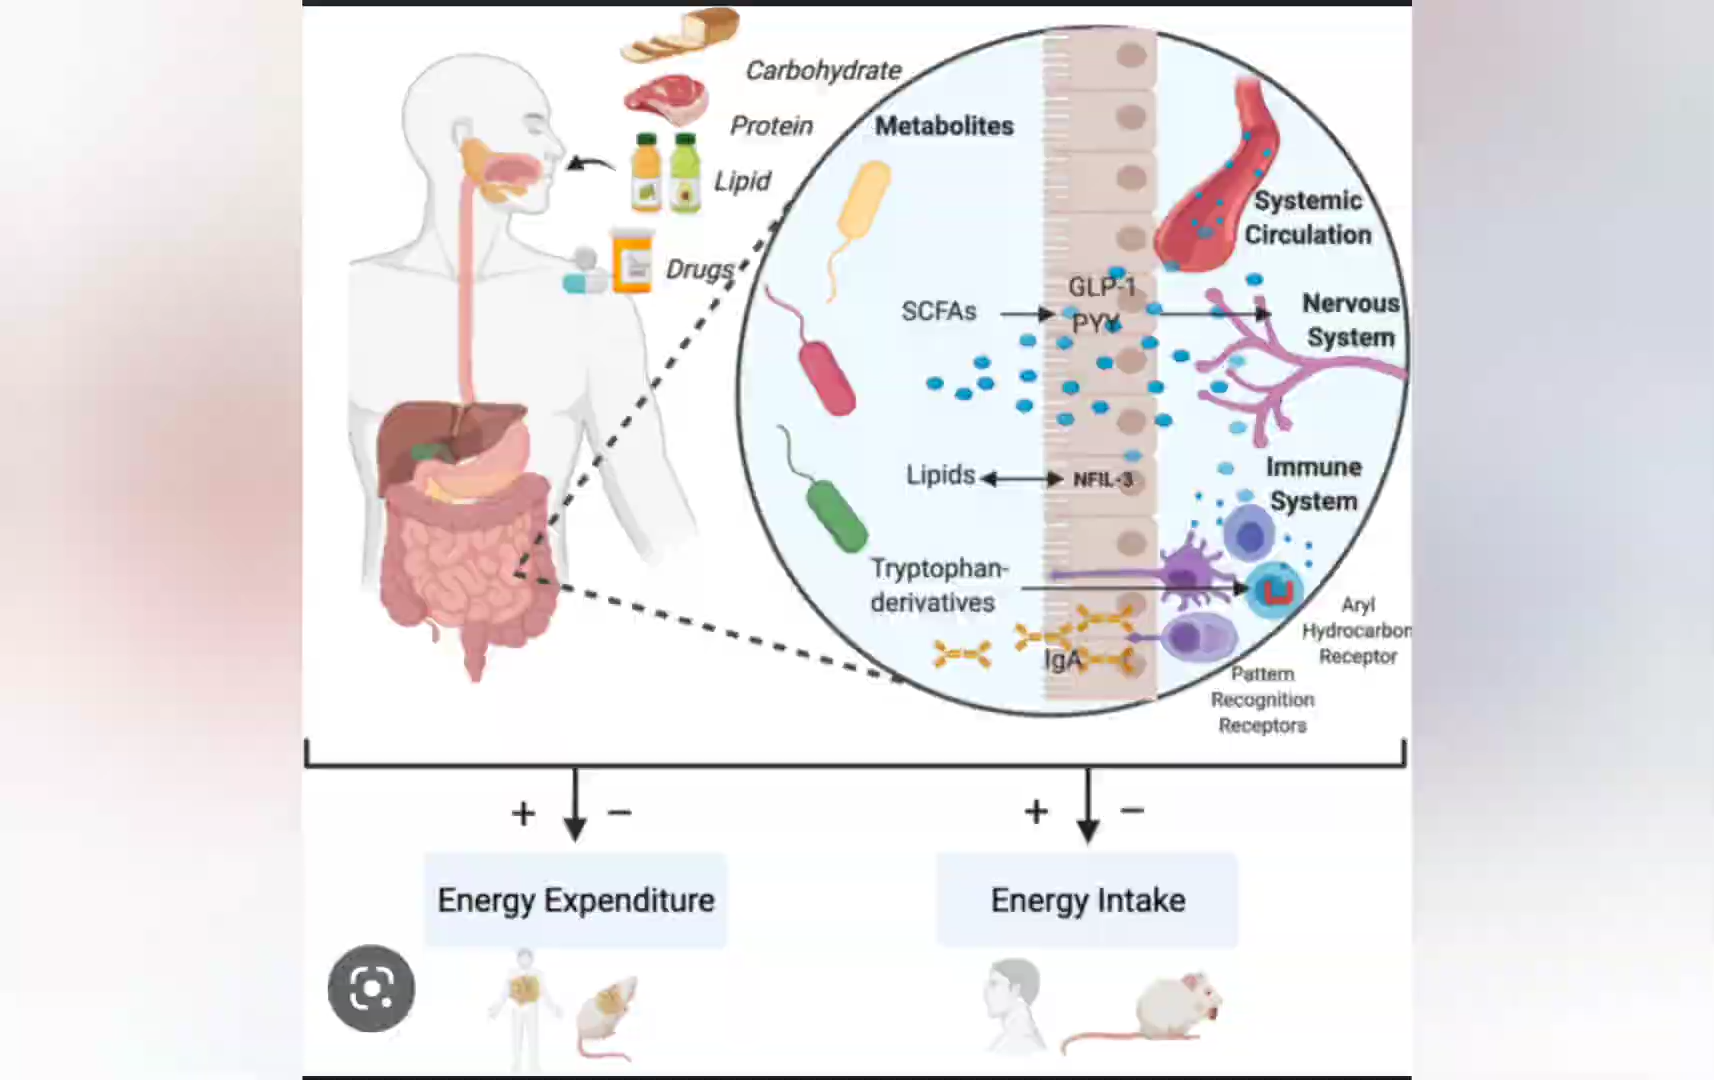 Carbohydrate
Protein
Lipid
Drugs
Metabolites
Systemic
Circulation
SCFAs
GLP-1
PYY
Nervous
System
Lipids
NFIL-3
Immune
System
Tryptophan-
derivatives
IgA
Aryl
Hydrocarbon
Receptor
Pattern
Recognition
Receptors
+ −
+ −
Energy Expenditure
Energy Intake